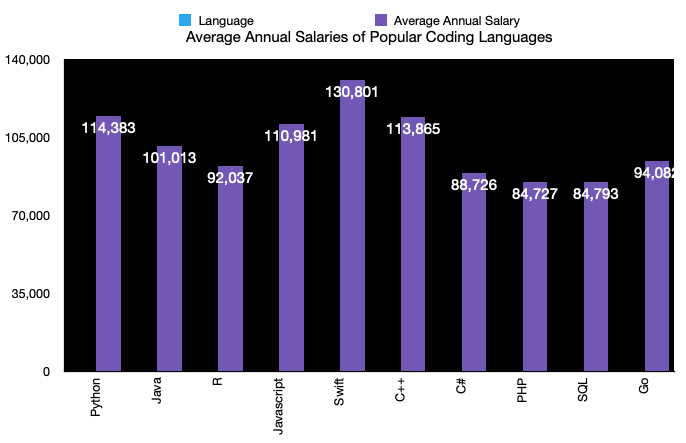 Language
Average Annual Salary
Average Annual Salaries of Popular Coding Languages
140,000
105,000
70,000
35,000
0
114,383
101,013
92,037
110,981
130,801
113,865
88,726
84,727
84,793
94,082
Python
Java
R
Javascript
Swift
C++
C#
PHP
SQL
Go